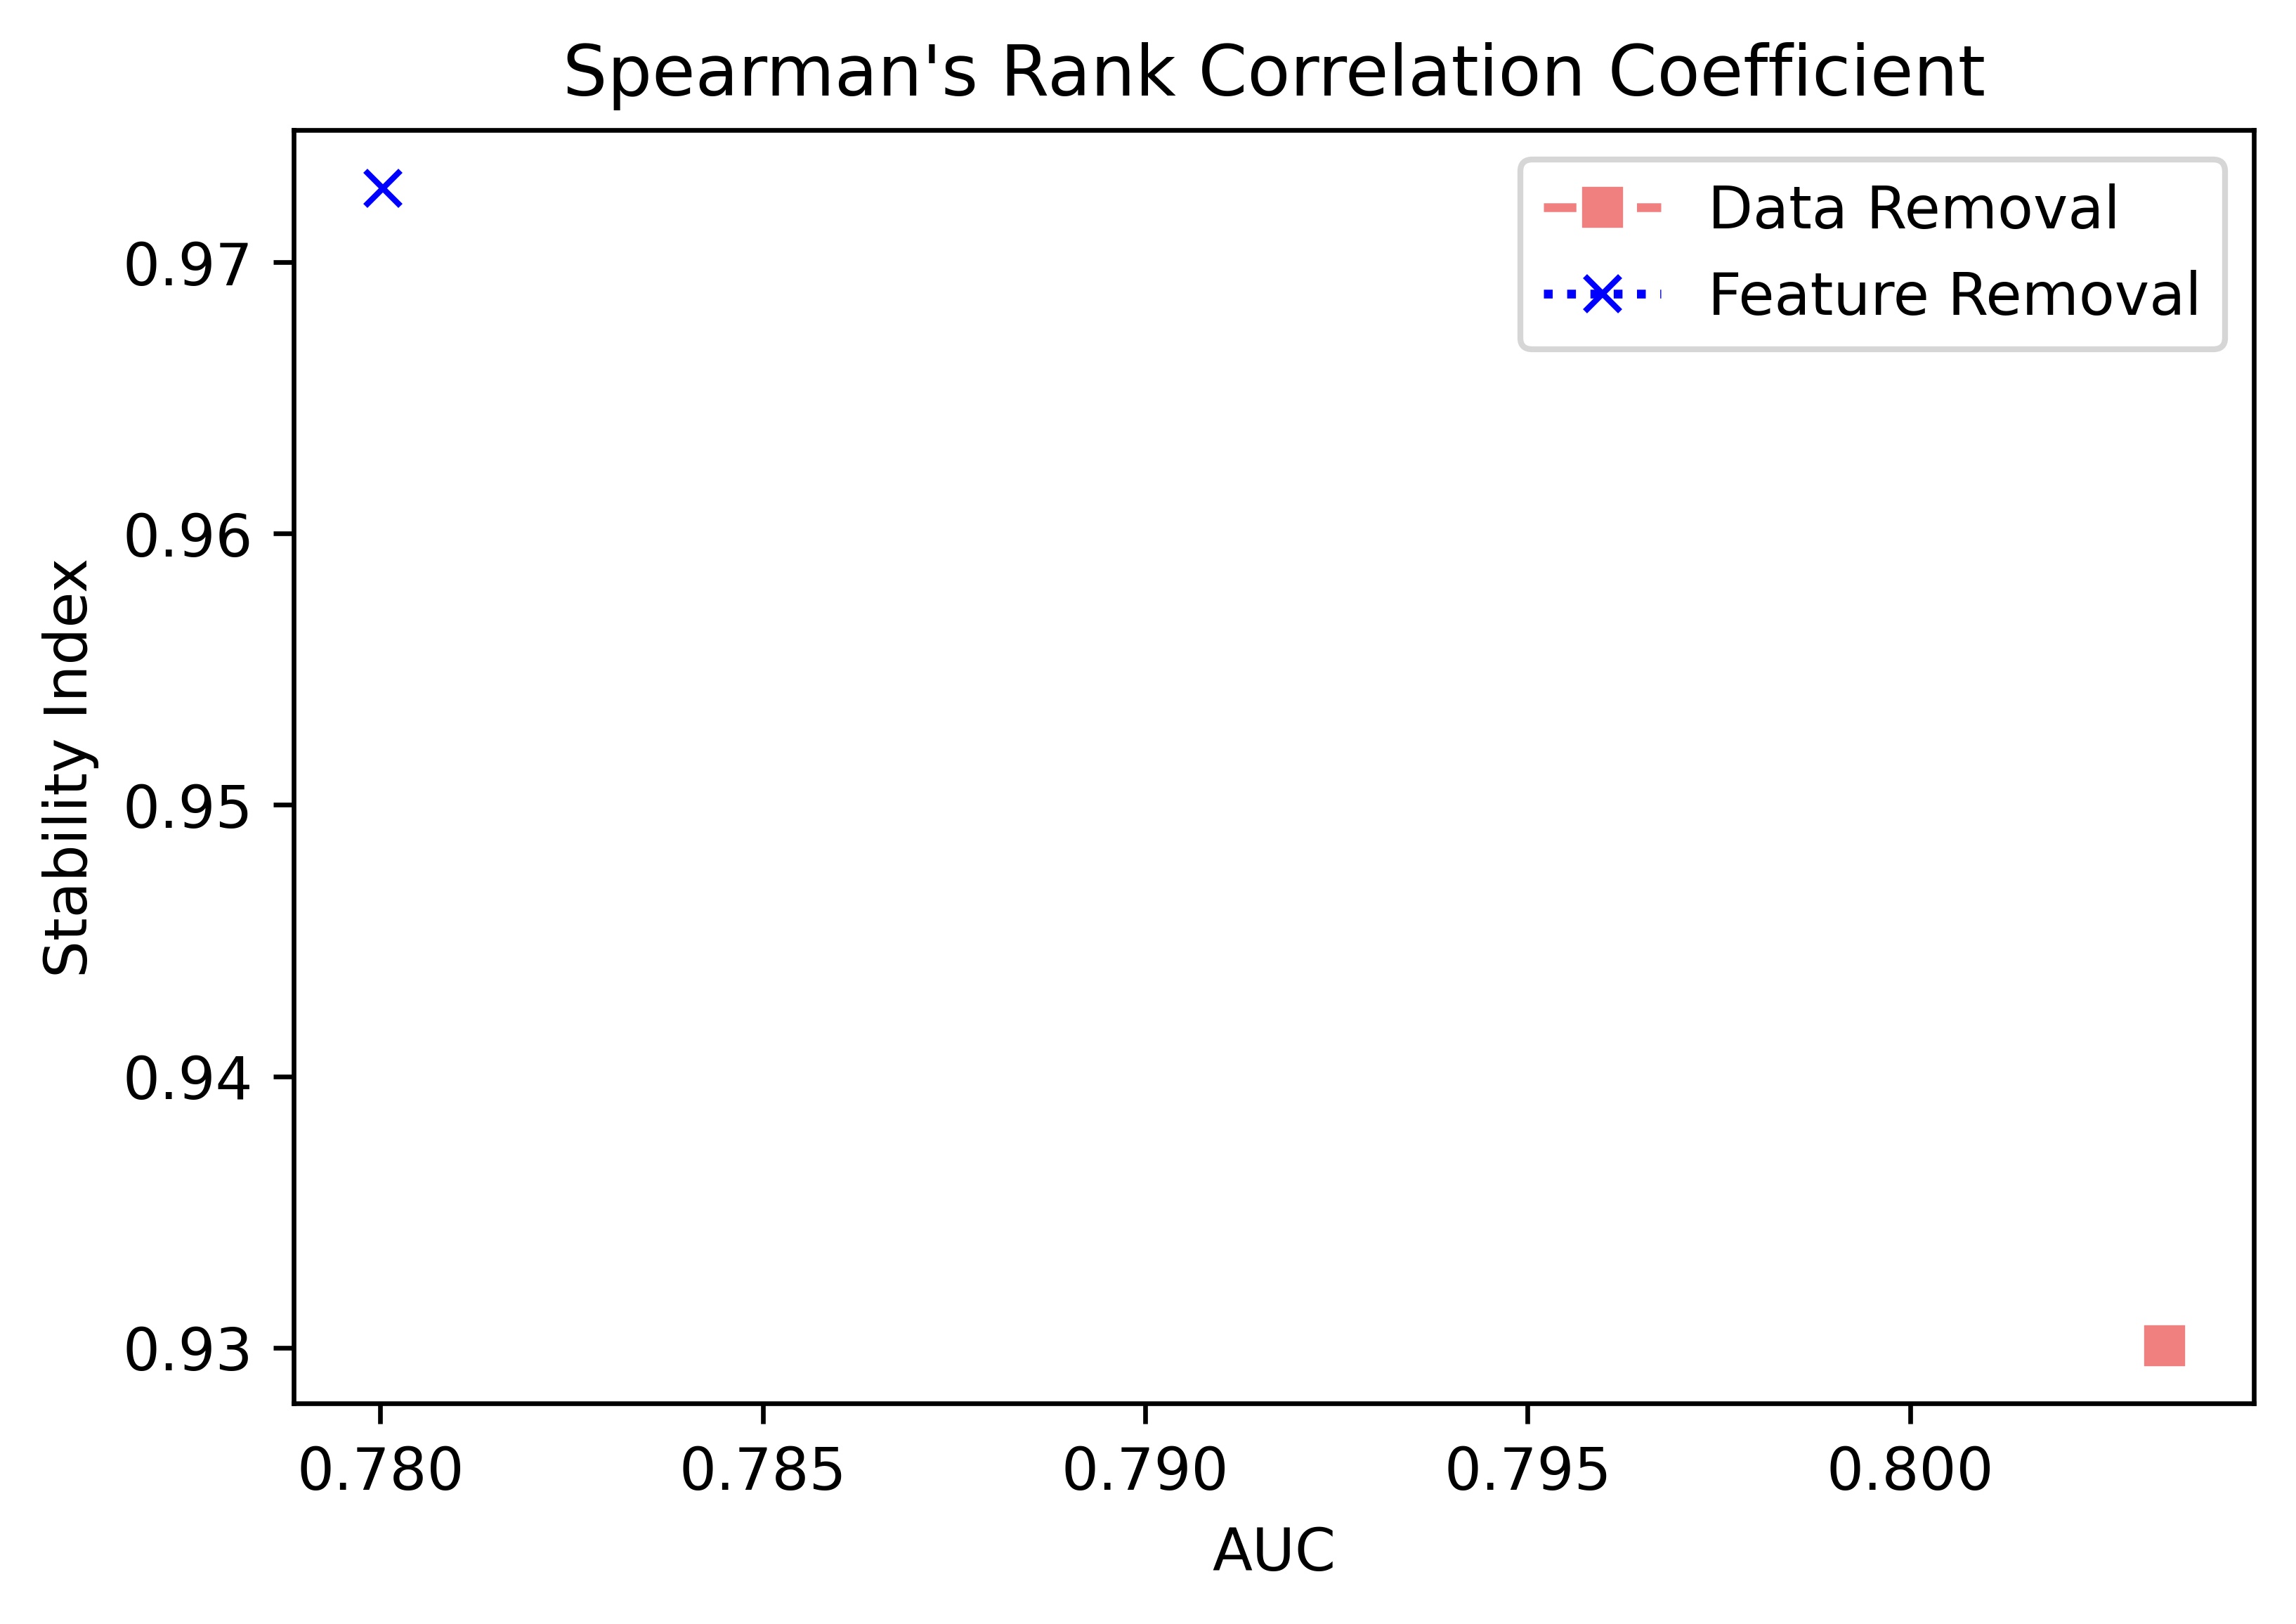 Spearman's Rank Correlation Coefficient
Data Removal
Feature Removal
0.97
0.96
0.95
0.94
0.93
Stability Index
0.780 0.785 0.790 0.795 0.800
AUC